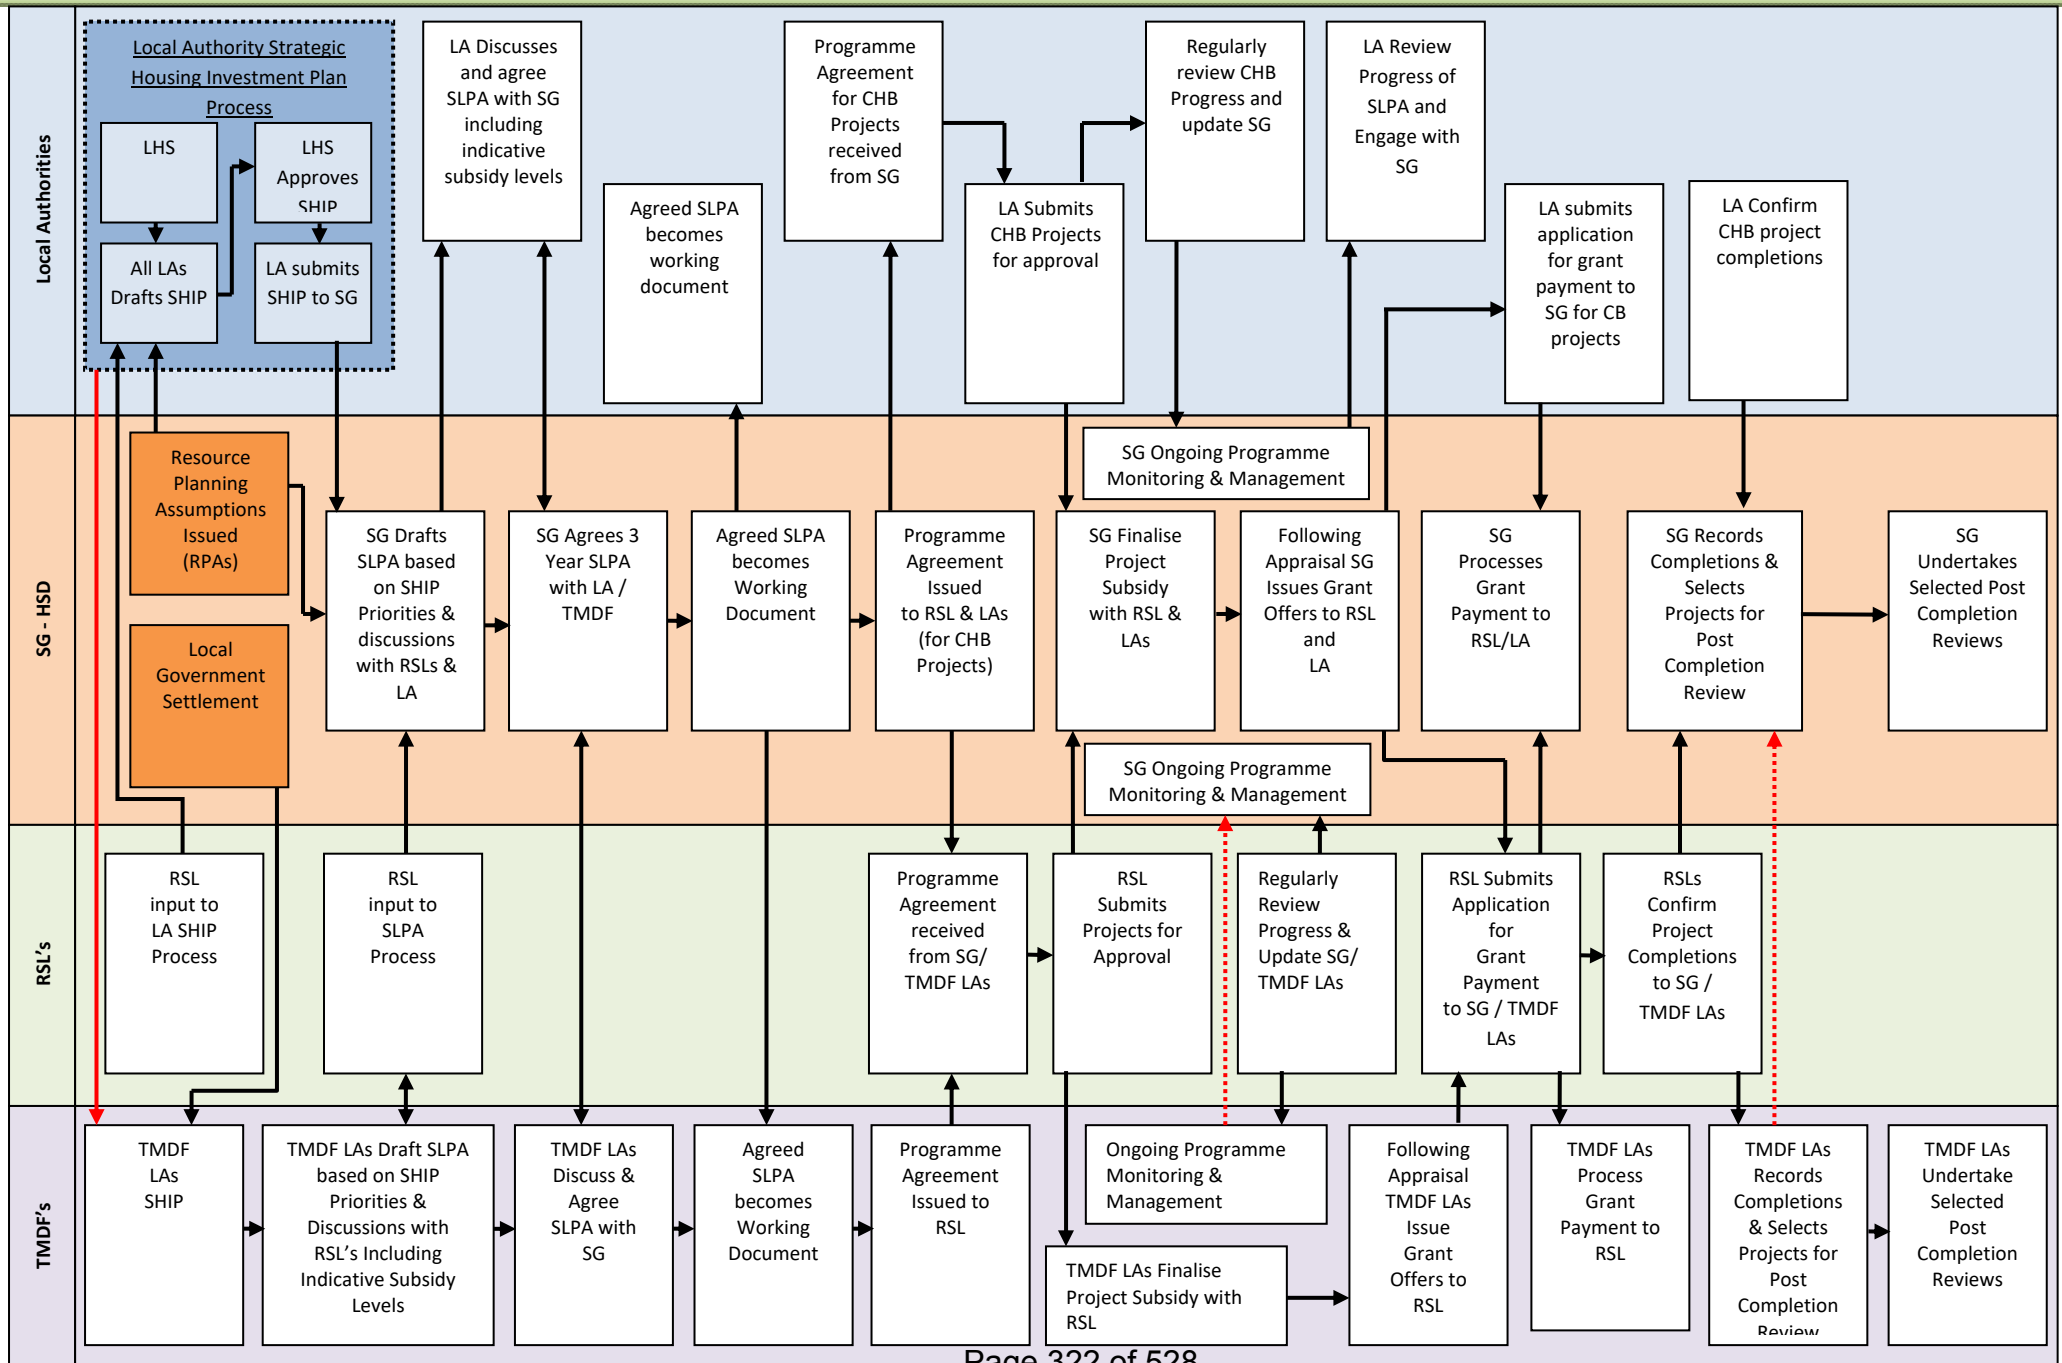 Local Authorities
Local Authority Strategic
Housing Investment Plan
Process
LHS
LHS
Approves
SHIP
All LAs
Drafts SHIP
LA submits
SHIP to SG
LA Discusses
and agree
SLPA with SG
including
indicative
subsidy levels
Agreed SLPA
becomes
working
document
Programme
Agreement
for CHB
Projects
received
from SG
LA Submits
CHB Projects
for approval
Regularly
review CHB
Progress and
update SG
LA Review
Progress of
SLPA and
Engage with
SG
LA submits
application
for grant
payment to
SG for CB
projects
LA Confirm
CHB project
completions
SG - HSD
Resource
Planning
Assumptions
Issued
(RPAs)
Local
Government
Settlement
SG Drafts
SLPA based
on SHIP
Priorities &
discussions
with RSLs &
LA
SG Agrees 3
Year SLPA
with LA /
TMDF
Agreed SLPA
becomes
Working
Document
Programme
Agreement
Issued
to RSL & LAs
(for CHB
Projects)
SG Ongoing Programme
Monitoring & Management
SG Finalise
Project
Subsidy
with RSL &
LAs
Following
Appraisal SG
Issues Grant
Offers to RSL
and
LA
SG Ongoing Programme
Monitoring & Management
SG
Processes
Grant
Payment to
RSL/LA
SG Records
Completions &
Selects
Projects for
Post
Completion
Review
SG
Undertakes
Selected Post
Completion
Reviews
RSL's
RSL
input to
LA SHIP
Process
RSL
input to
SLPA
Process
Programme
Agreement
received
from SG/
TMDF LAs
RSL
Submits
Projects for
Approval
Regularly
Review
Progress &
Update SG/
TMDF LAs
RSL Submits
Application
for
Grant
Payment
to SG / TMDF
LAs
RSLs
Confirm
Project
Completions
to SG /
TMDF LAs
TMDF's
TMDF
LAs
SHIP
TMDF LAs Draft SLPA
based on SHIP
Priorities &
Discussions with
RSL's Including
Indicative Subsidy
Levels
TMDF LAs
Discuss &
Agree
SLPA with
SG
Agreed
SLPA
becomes
Working
Document
Programme
Agreement
Issued to
RSL
Ongoing Programme
Monitoring &
Management
TMDF LAs Finalise
Project Subsidy with
RSL
Following
Appraisal
TMDF LAs
Issue
Grant
Offers to
RSL
TMDF LAs
Process
Grant
Payment to
RSL
TMDF LAs
Records
Completions
& Selects
Projects for
Post
Completion
Review
TMDF LAs
Undertake
Selected
Post
Completion
Reviews
Page 322 of 528